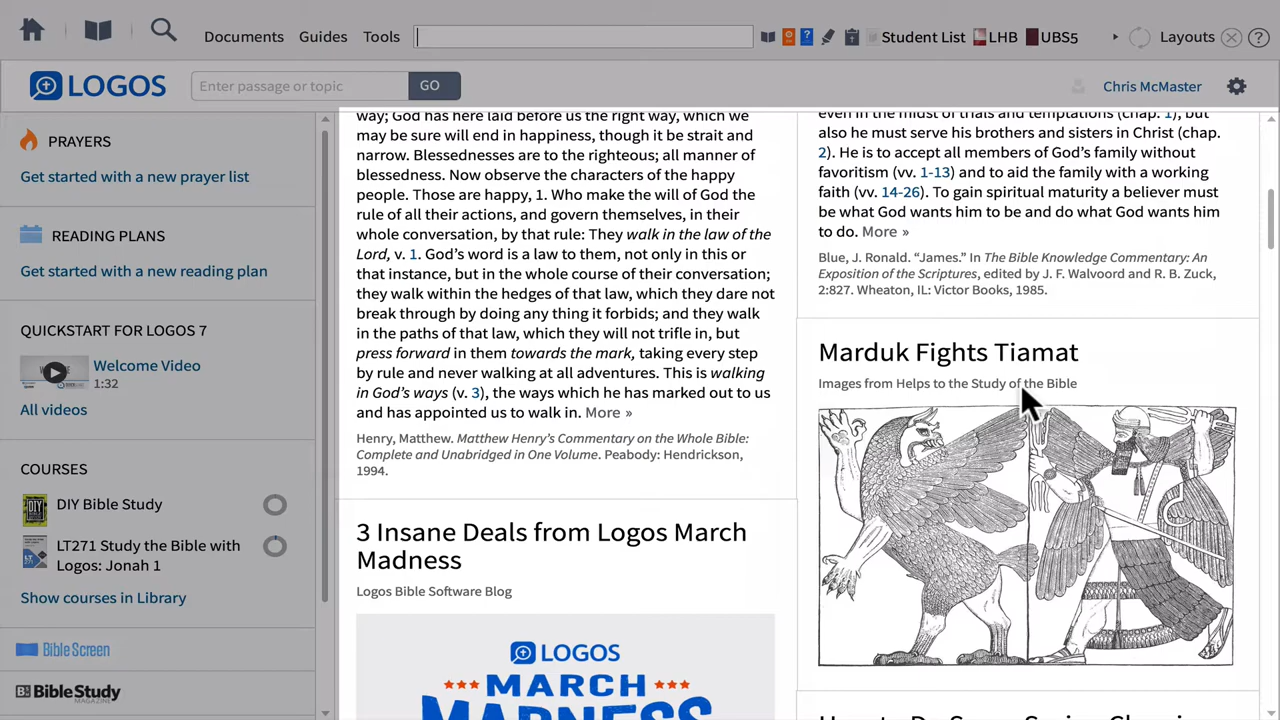 Documents Guides Tools
Student List LHB UBS5
Layouts
LOGOS
Enter passage or topic GO
Chris McMaster
PRAYERS
Get started with a new prayer list
READING PLANS
Get started with a new reading plan
QUICKSTART FOR LOGOS 7
Welcome Video
1:32
All videos
COURSES
DIY Bible Study
LT271 Study the Bible with
Logos: Jonah 1
Show courses in Library
Bible Screen
Bible Study
MAGAZINE
way; God has here laid before us the right way, which we
may be sure will end in happiness, though it be strait and
narrow. Blessednesses are to the righteous; all manner of
blessedness. Now observe the characters of the happy
people. Those are happy, 1. Who make the will of God the
rule of all their actions, and govern themselves, in their
whole conversation, by that rule: They walk in the law of the
Lord, v. 1. God's word is a law to them, not only in this or
that instance, but in the whole course of their conversation;
they walk within the hedges of that law, which they dare not
break through by doing any thing it forbids; and they walk
in the paths of that law, which they will not trifle in, but
press forward in them towards the mark, taking every step
by rule and never walking at all adventures. This is walking
in God's ways (v. 3), the ways which he has marked out to us
and has appointed us to walk in. More »
Henry, Matthew. Matthew Henry's Commentary on the Whole Bible:
Complete and Unabridged in One Volume. Peabody: Hendrickson,
1994.
3 Insane Deals from Logos March
Madness
Logos Bible Software Blog
LOGOS
MARCH
MADNESS
even in the midst of trials and temptations (chap. 1), but
also he must serve his brothers and sisters in Christ (chap.
2). He is to accept all members of God's family without
favoritism (vv. 1-13) and to aid the family with a working
faith (vv. 14-26). To gain spiritual maturity a believer must
be what God wants him to be and do what God wants him
to do. More »
Blue, J. Ronald. “James.” In The Bible Knowledge Commentary: An
Exposition of the Scriptures, edited by J. F. Walvoord and R. B. Zuck,
2:827. Wheaton, IL: Victor Books, 1985.
Marduk Fights Tiamat
Images from Helps to the Study of the Bible